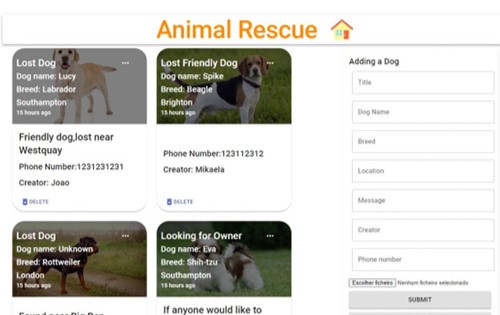 Animal Rescue
Lost Dog
Dog name: Lucy
Breed: Labrador
Southampton
15 hours ago
Friendly dog,lost near
Westquay
Phone Number:1231231231
Creator: Joao
DELETE
Lost Friendly Dog
Dog name: Spike
Breed: Beagle
Brighton
15 hours ago
Phone Number:123112312
Creator: Mikaela
DELETE
Lost Dog
Dog name: Unknown
Breed: Rottweiler
London
15 hours ago
Looking for Owner
Dog name: Eva
Breed: Shih-tzu
Southampton
15 hours ago
If anyone would like to
Adding a Dog
Title
Dog Name
Breed
Location
Message
Creator
Phone number
Escolher ficheiro Nenhum ficheiro selecionado
SUBMIT